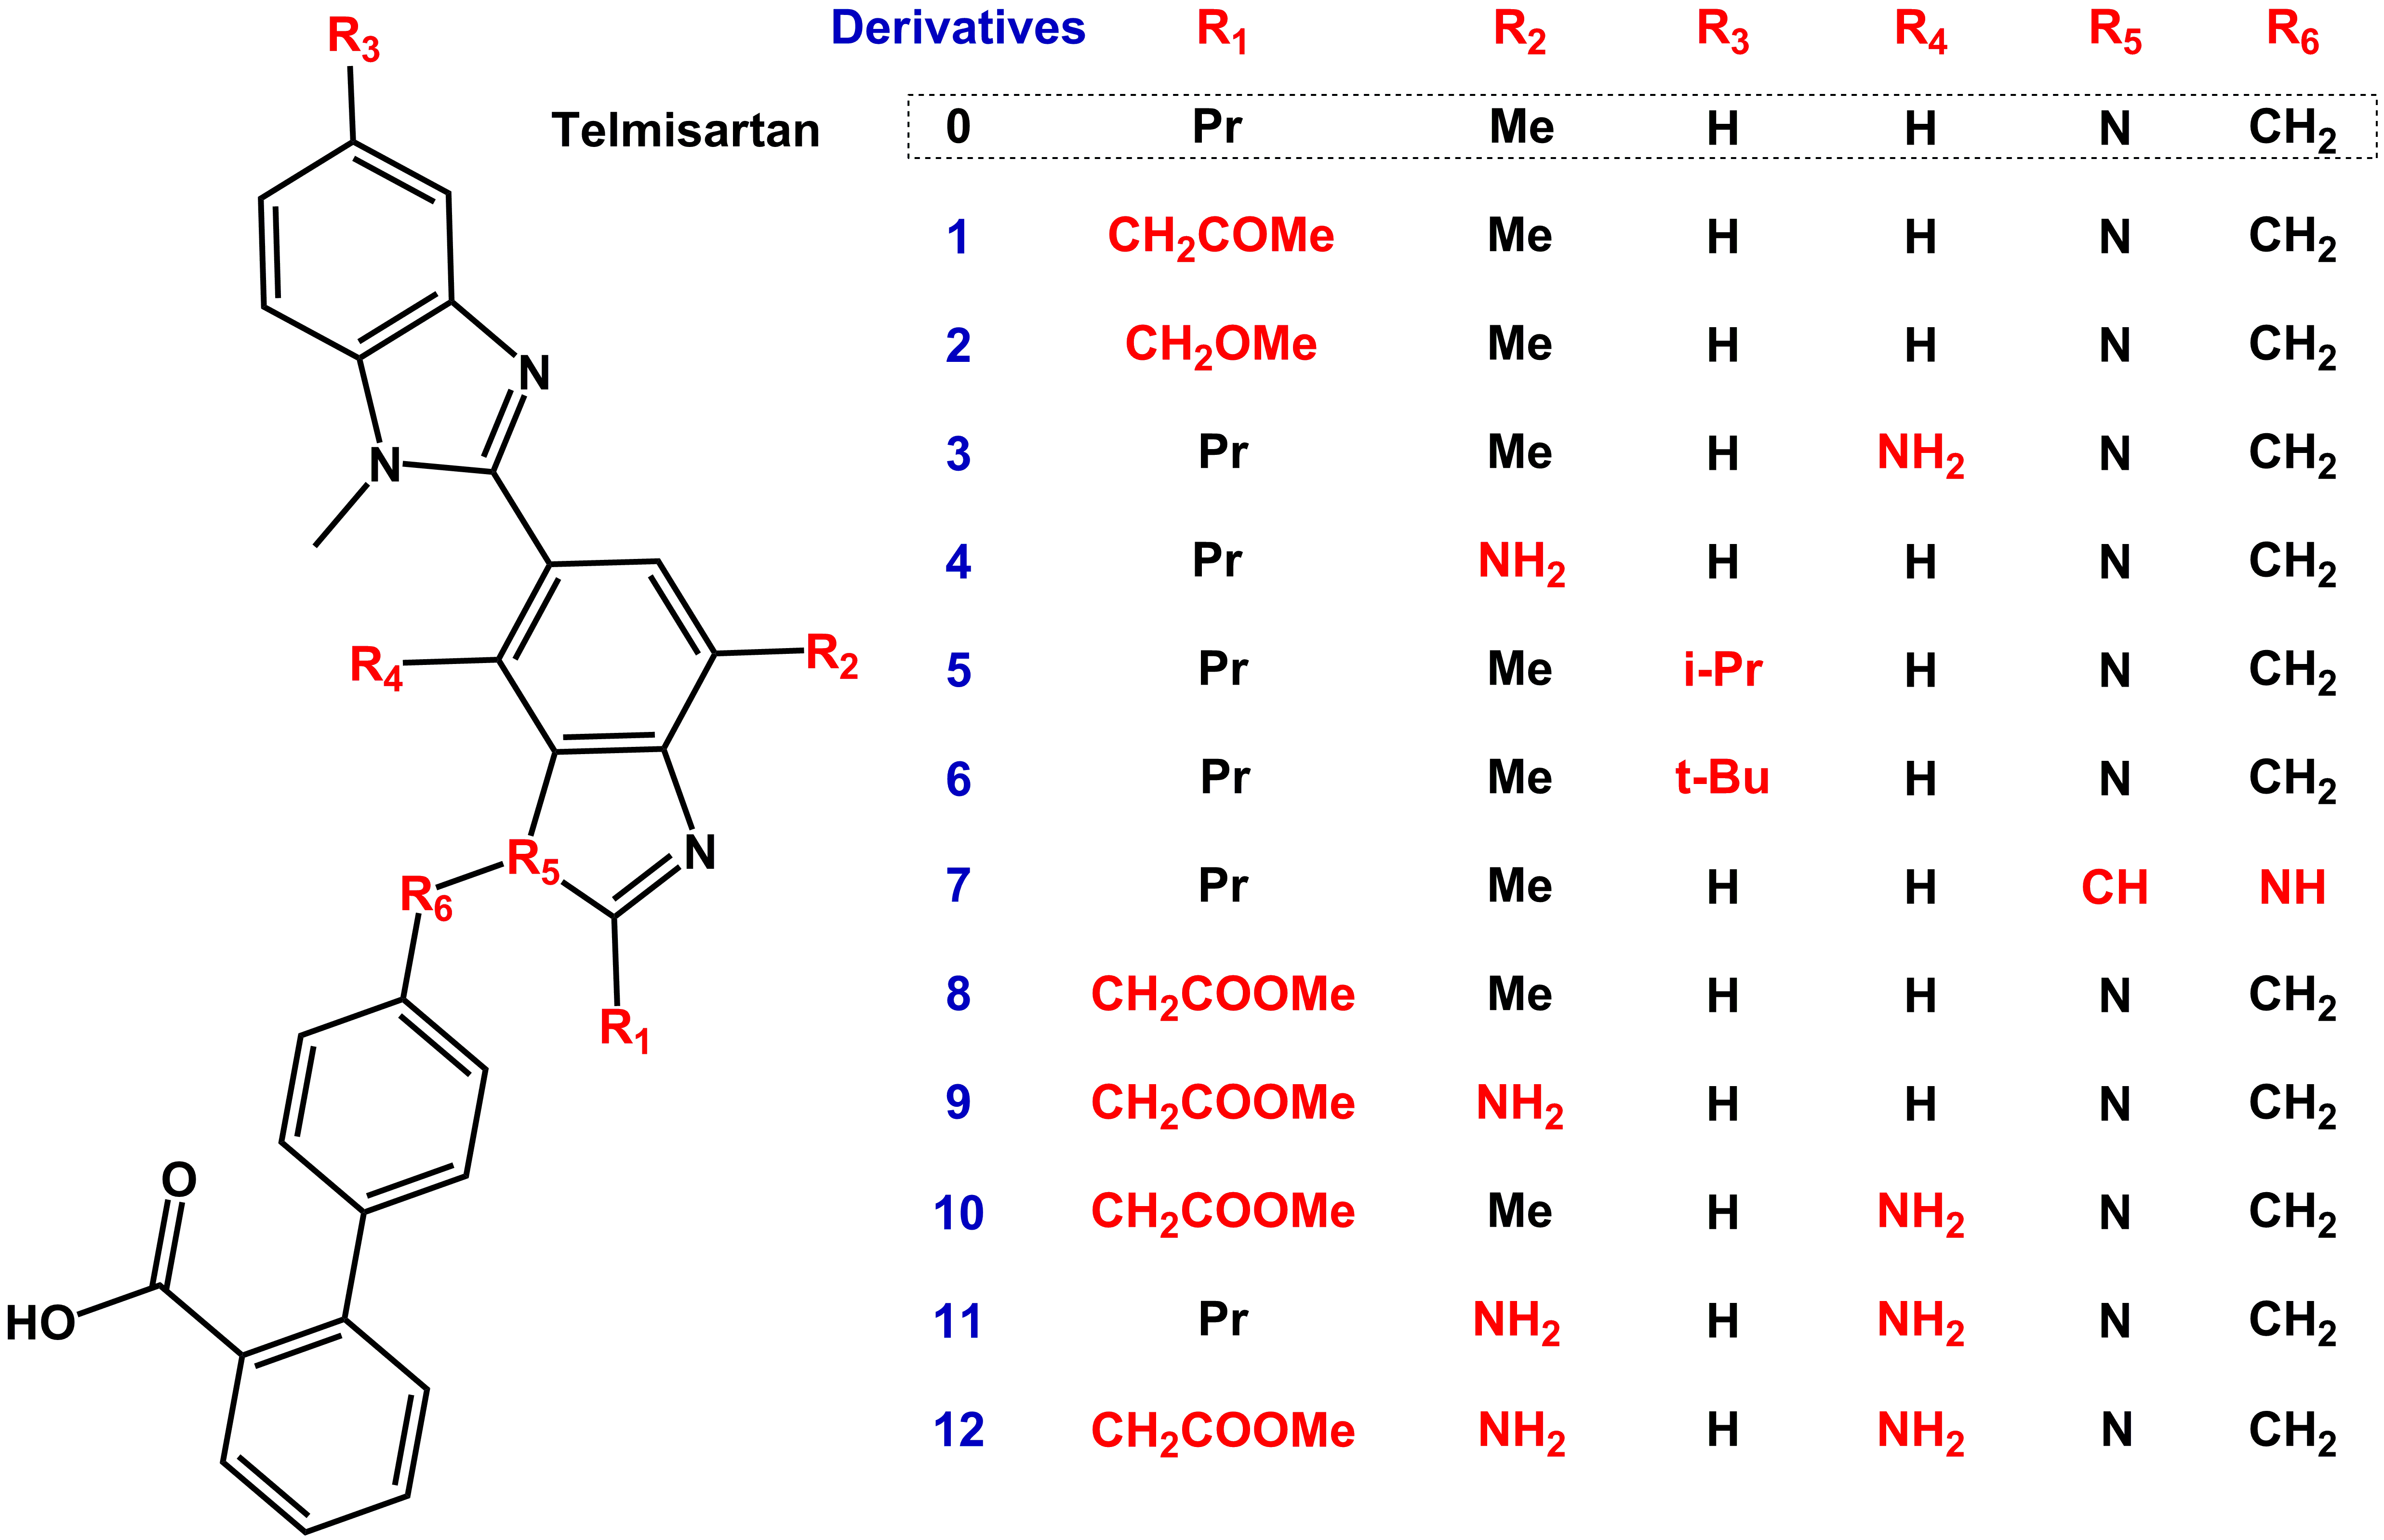 Derivatives R1 R2 R3 R4 R5 R6
Telmisartan 0 Pr Me H H N CH2
1 CH2COMe Me H H N CH2
2 CH2OMe Me H H N CH2
3 Pr Me H NH2 N CH2
4 Pr NH2 H H N CH2
5 Pr Me i-Pr H N CH2
6 Pr Me t-Bu H N CH2
7 Pr Me H H CH NH
8 CH2COOMe Me H H N CH2
9 CH2COOMe NH2 H H N CH2
10 CH2COOMe Me H NH2 N CH2
11 Pr NH2 H NH2 N CH2
12 CH2COOMe NH2 H NH2 N CH2
R3
N
N
R4
R2
N
R5
R6
R1
O
HO